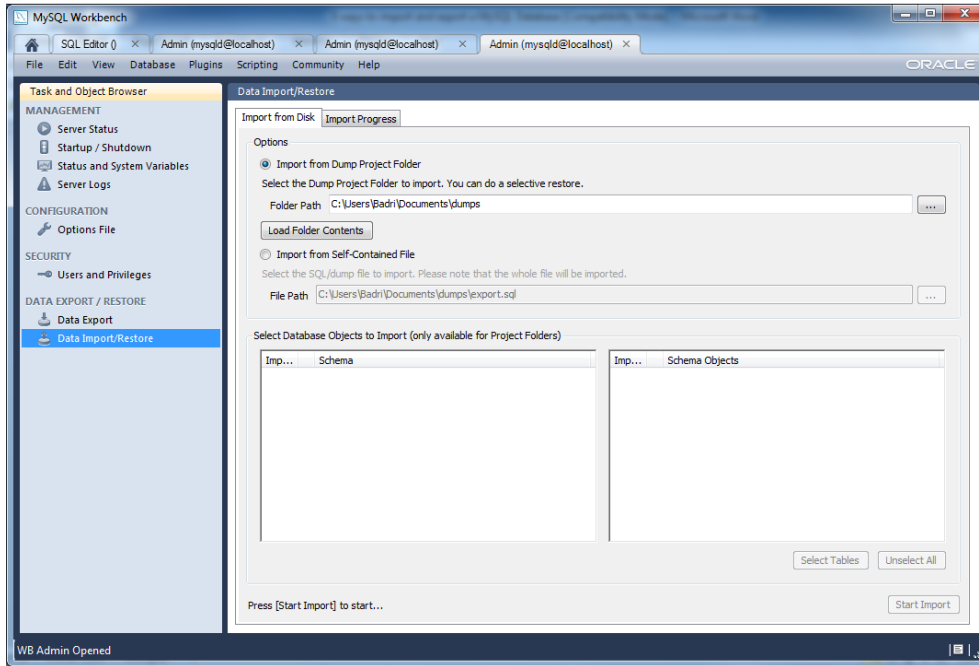 MySQL Workbench
SQL Editor () Admin (mysqld@localhost) Admin (mysqld@localhost) Admin (mysqld@localhost)
File Edit View Database Plugins Scripting Community Help ORACLE
Task and Object Browser
MANAGEMENT
Server Status
Startup / Shutdown
Status and System Variables
Server Logs
CONFIGURATION
Options File
SECURITY
Users and Privileges
DATA EXPORT / RESTORE
Data Export
Data Import/Restore
Data Import/Restore
Import from Disk Import Progress
Options
Import from Dump Project Folder
Select the Dump Project Folder to import. You can do a selective restore.
Folder Path C:\Users\Badri\Documents\dumps ...
Load Folder Contents
Import from Self-Contained File
Select the SQL/dump file to import. Please note that the whole file will be imported.
File Path C:\Users\Badri\Documents\dumps\export.sql ...
Select Database Objects to Import (only available for Project Folders)
Imp... Schema Imp... Schema Objects
Select Tables Unselect All
Press [Start Import] to start... Start Import
WB Admin Opened